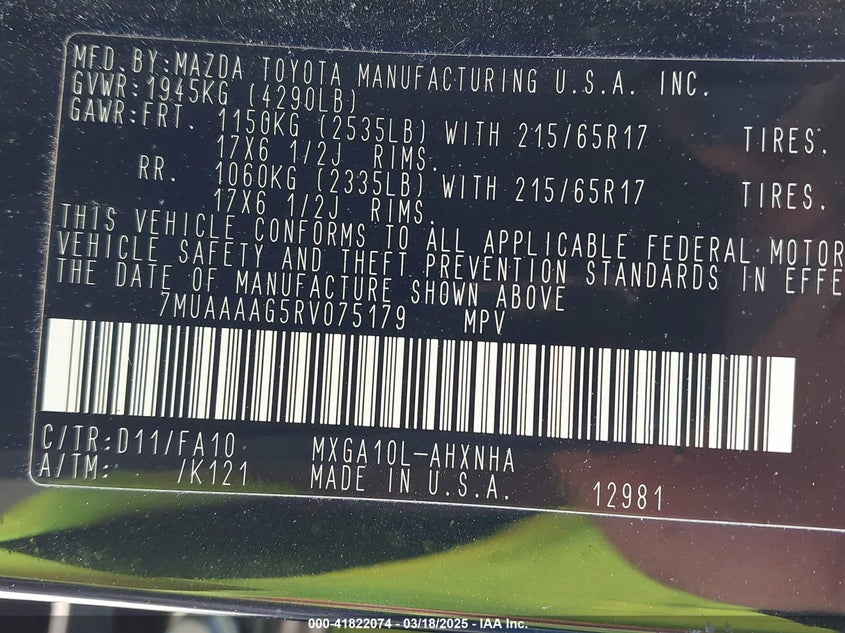 MFD.BY:MAZDA TOYOTA MANUFACTURING U.S.A. INC.
GVWR:1945KG (4290LB)
GAWR:FRT. 1150KG (2535LB) WITH 215/65R17 TIRES.
17X6 1/2J RIMS.
RR. 1060KG (2335LB) WITH 215/65R17 TIRES.
17X6 1/2J RIMS.
THIS VEHICLE CONFORMS TO ALL APPLICABLE FEDERAL MOTOR
VEHICLE SAFETY AND THEFT PREVENTION STANDARDS IN EFFE
THE DATE OF MANUFACTURE SHOWN ABOVE
7MUAAAAG5RV075179 MPV
C/TR:D11/FA10 MXGA10L-AHXNHA
A/TM: /K121 MADE IN U.S.A. 12981
000-41822074 — 03/18/2025 - IAA Inc.